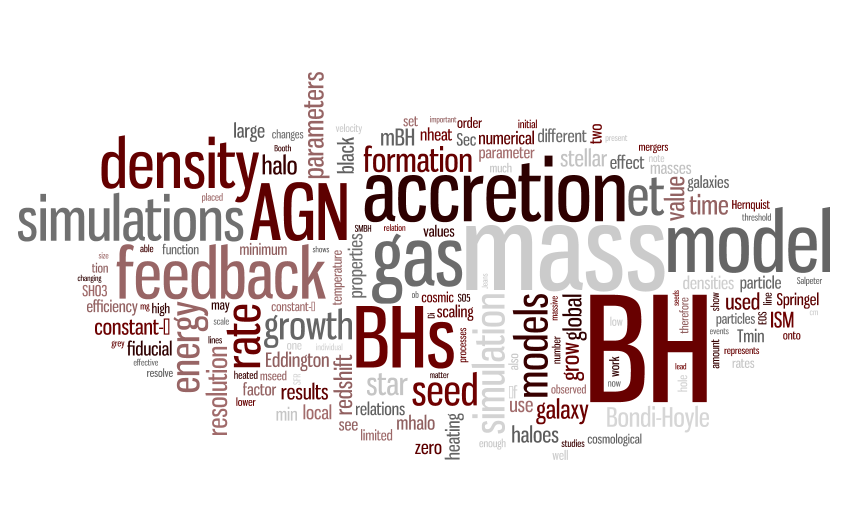 parameters
large
changes
velocity
black
set
important
order
initial
mBH
nheat
Sec
numerical
different
two
present
density
Booth
halo
formation
parameter
much
stellar
effect
mergers
note
masses
placed
accretion
et
value
galaxies
time
Hernquist
threshold
simulations
AGN
SMBH
relation
values
gas
mass
model
size
able
function
minimum
shows
tion
changing
feedback
temperature
properties
densities
particle
Salpeter
SH03
ob
cosmic
S05
scaling
efficiency
mg
high
may
constant-
energy
rate
scale
growth
BHs
Di
processes
simulation
models
number
massive
grow
global
BH
low
seeds
therefore
show
used
line
Springel
cm
particles
EOS
ISM
events
Tmin
onto
constant-
fiducial
grey
lines
effective
resolve
resolution
one
individual
Eddington
redshift
matter
star
also
amount
represents
rates
heated
mseed
factor
results
lower
seed
observed
work
now
lead
hale
min
local
relations
use
galaxy
Bondi-Hoyle
see
mhalo
limited
zero
heating
enough
haloes
studies
cosmological
well